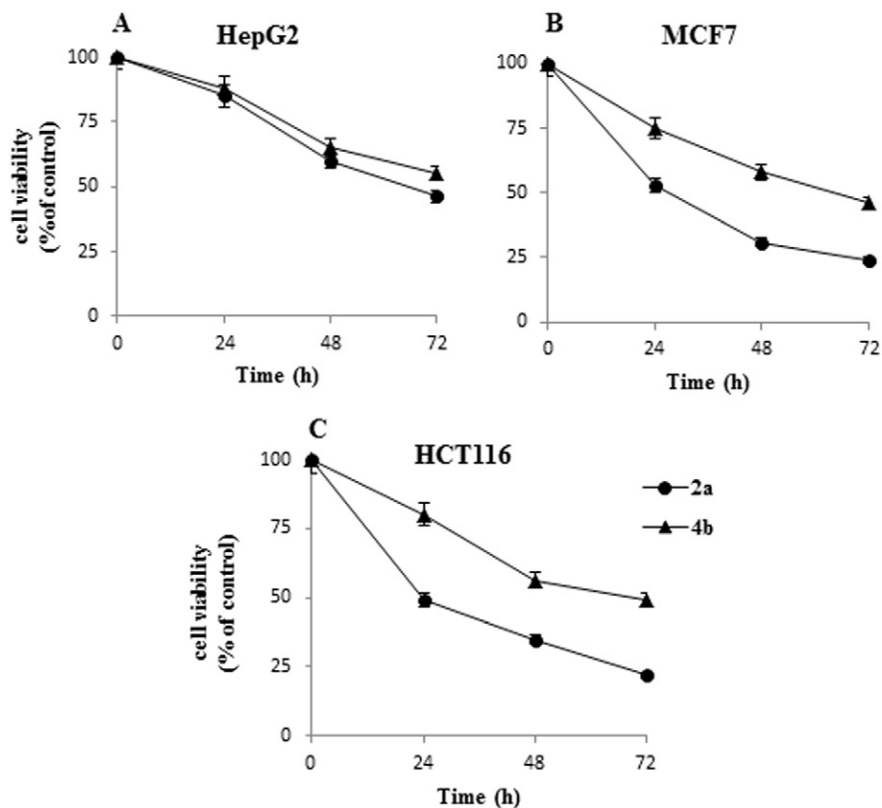 A
HepG2
100
75
50
25
0
cell viability
(% of control)
0 24 48 72
Time (h)
B
MCF7
100
75
50
25
0
0 24 48 72
Time (h)
C
HCT116
100
75
50
25
0
cell viability
(% of control)
0 24 48 72
Time (h)
2a
4b